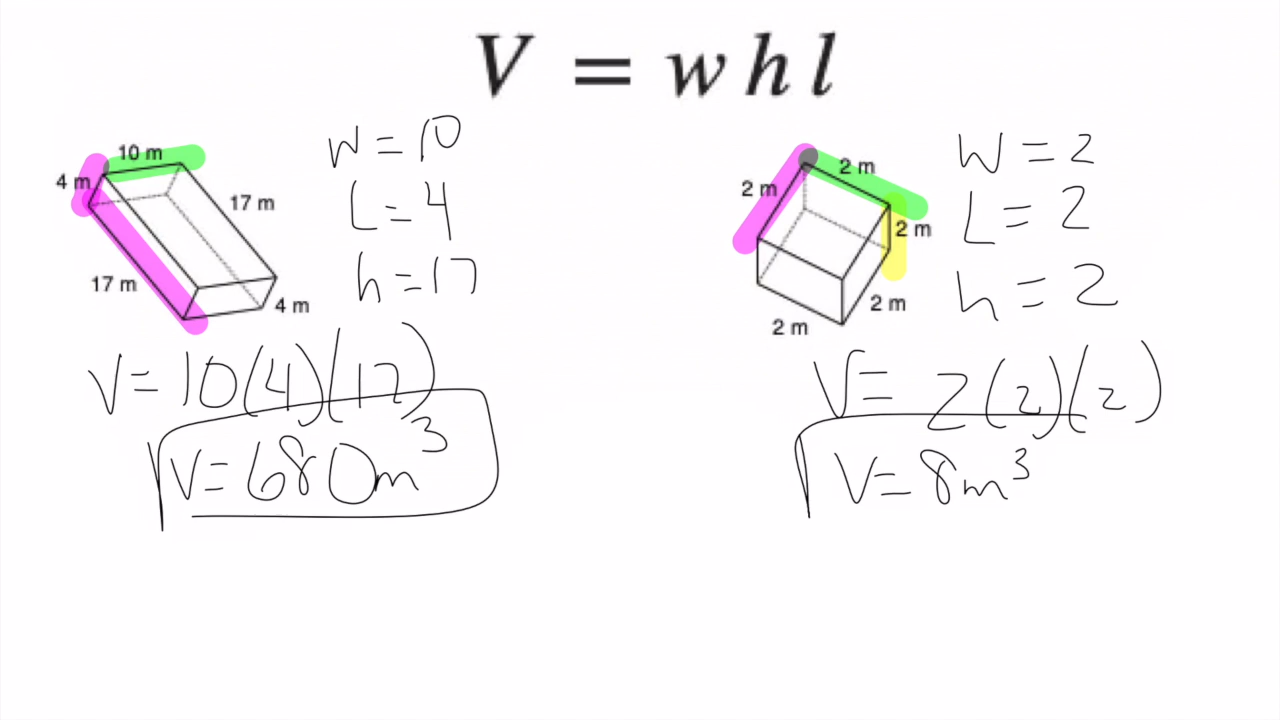 V = w h l
10 m
4 m
17 m
17 m
4 m
W = 10
L = 4
h = 17
V = 10(4)(17)
V = 680m³
2 m
2 m
2 m
2 m
2 m
W = 2
L = 2
h = 2
V = 2(2)(2)
V = 8m³